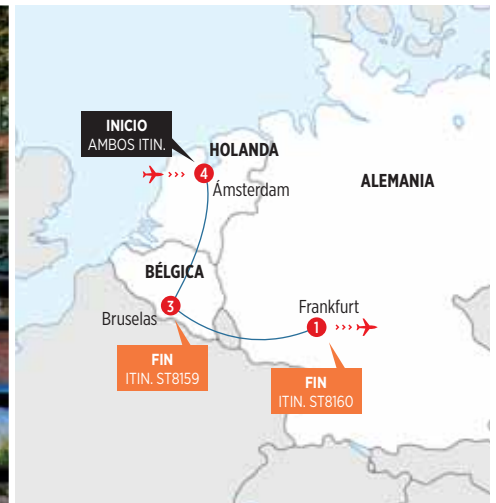 INICIO
AMBOS ITIN.
HOLANDA
4
Ámsterdam
ALEMANIA
BÉLGICA
3
Bruselas
Frankfurt
1
FIN
ITIN. ST8159
FIN
ITIN. ST8160